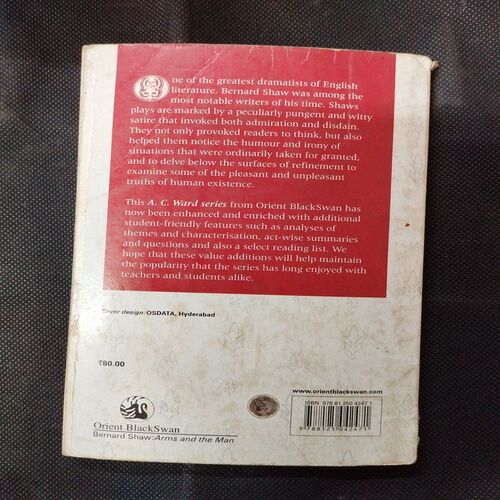 One of the greatest dramatists of English
literature, Bernard Shaw was among the
most notable writers of his time. Shaws
plays are marked by a peculiarly pungent and witty
satire that invoked both admiration and disdain.
They not only provoked readers to think, but also
helped them notice the humour and irony of
situations that were ordinarily taken for granted,
and to delve below the surfaces of refinement to
examine some of the pleasant and unpleasant
truths of human existence.
This A. C. Ward series from Orient BlackSwan has
now been enhanced and enriched with additional
student-friendly features such as analyses of
themes and characterisation, act-wise summaries
and questions and also a select reading list. We
hope that these value additions will help maintain
the popularity that the series has long enjoyed with
teachers and students alike.
Cover design: OSDATA, Hyderabad
₹80.00
www.orientblackswan.com
ISBN 978 81 250 4247 1
Orient BlackSwan
Bernard Shaw: Arms and the Man